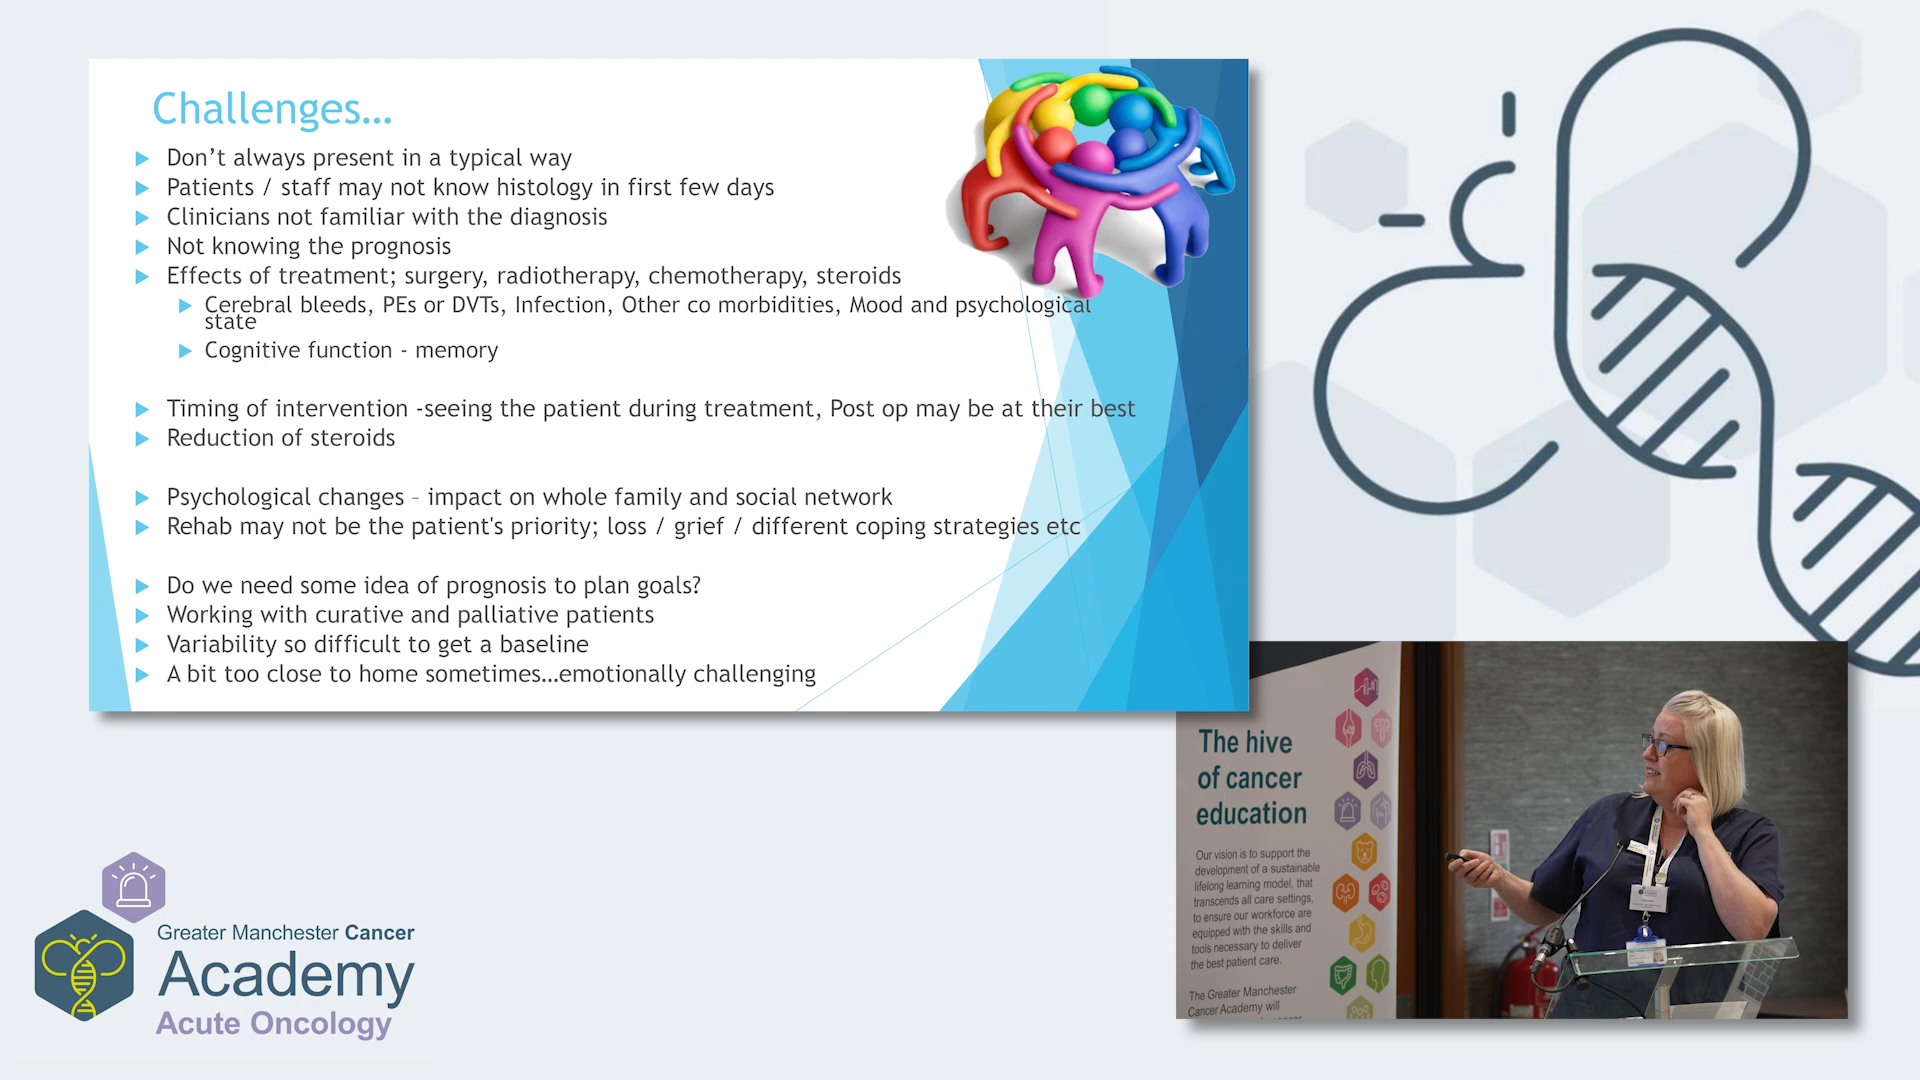 Challenges…
Don’t always present in a typical way
Patients / staff may not know histology in first few days
Clinicians not familiar with the diagnosis
Not knowing the prognosis
Effects of treatment; surgery, radiotherapy, chemotherapy, steroids
Cerebral bleeds, PEs or DVTs, Infection, Other co morbidities, Mood and psychological
state
Cognitive function - memory
Timing of intervention -seeing the patient during treatment, Post op may be at their best
Reduction of steroids
Psychological changes – impact on whole family and social network
Rehab may not be the patient's priority; loss / grief / different coping strategies etc
Do we need some idea of prognosis to plan goals?
Working with curative and palliative patients
Variability so difficult to get a baseline
A bit too close to home sometimes…emotionally challenging
The hive
of cancer
education
Our vision is to support the
development of a sustainable
lifelong learning model, that
transcends all care settings,
to ensure our workforce are
equipped with the skills and
tools necessary to deliver
the best patient care.
The Greater Manchester
Cancer Academy will
Greater Manchester Cancer
Academy
Acute Oncology